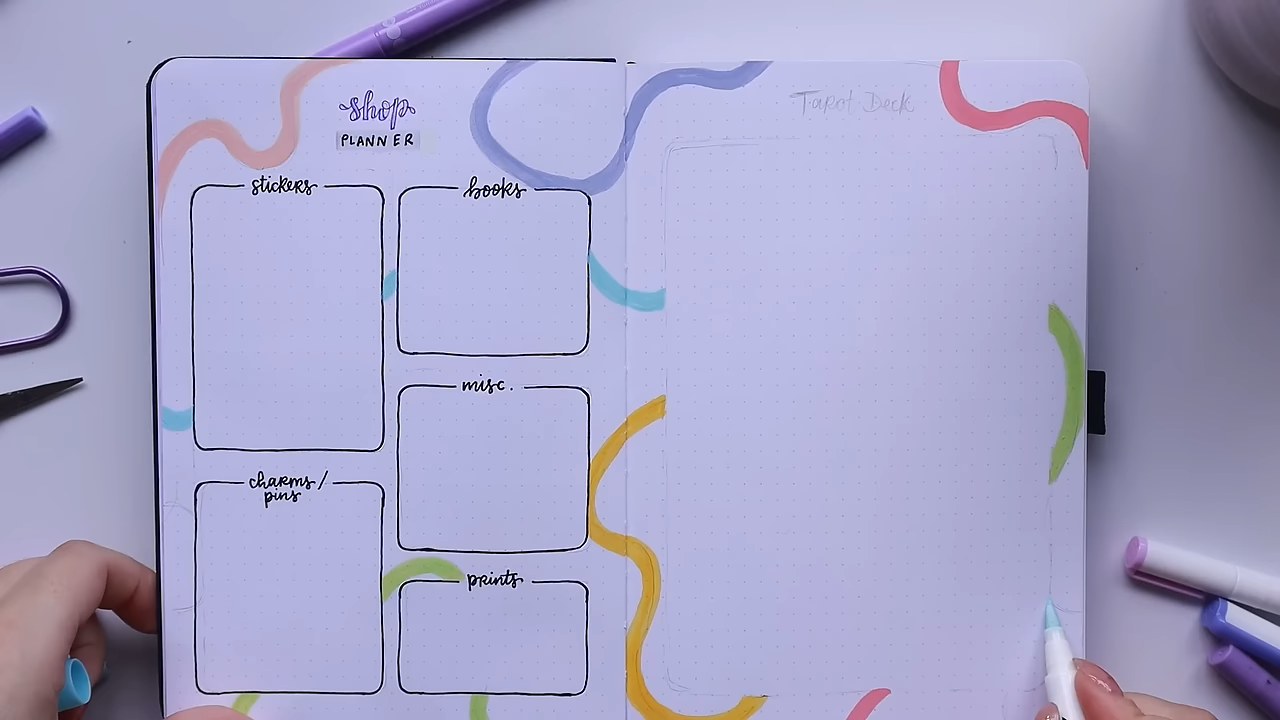 shop
PLANNER
stickers
books
misc.
charms/
pins
prints
Tarot Deck